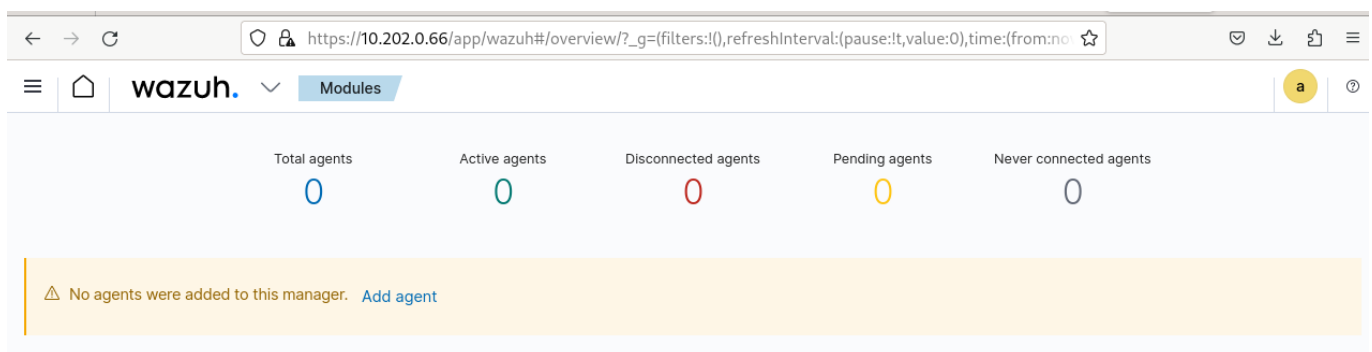 https://10.202.0.66/app/wazuh#/overview/?_g=(filters:!(),refreshInterval:(pause:!t,value:0),time:(from:no
wazuh. Modules a
Total agents Active agents Disconnected agents Pending agents Never connected agents
0 0 0 0 0
No agents were added to this manager. Add agent